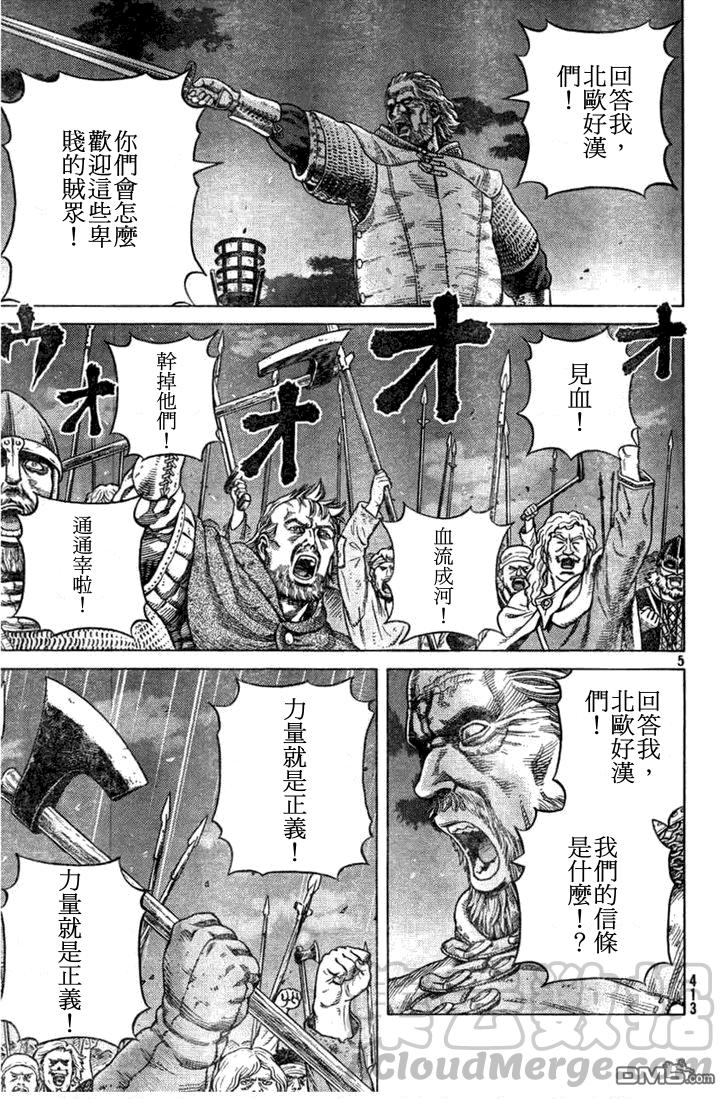 回答我，
北歐好漢
們！
你們會怎麼
歡迎這些卑
賤的賊眾！
ウオオオ
見血！
幹掉他們！
血流成河！
通通宰啦！
5
回答我，
北歐好漢
們！
我們的信條
是什麼！？
力量就是正義！
力量就是正義！
413
CloudMerge.com
DM5.com